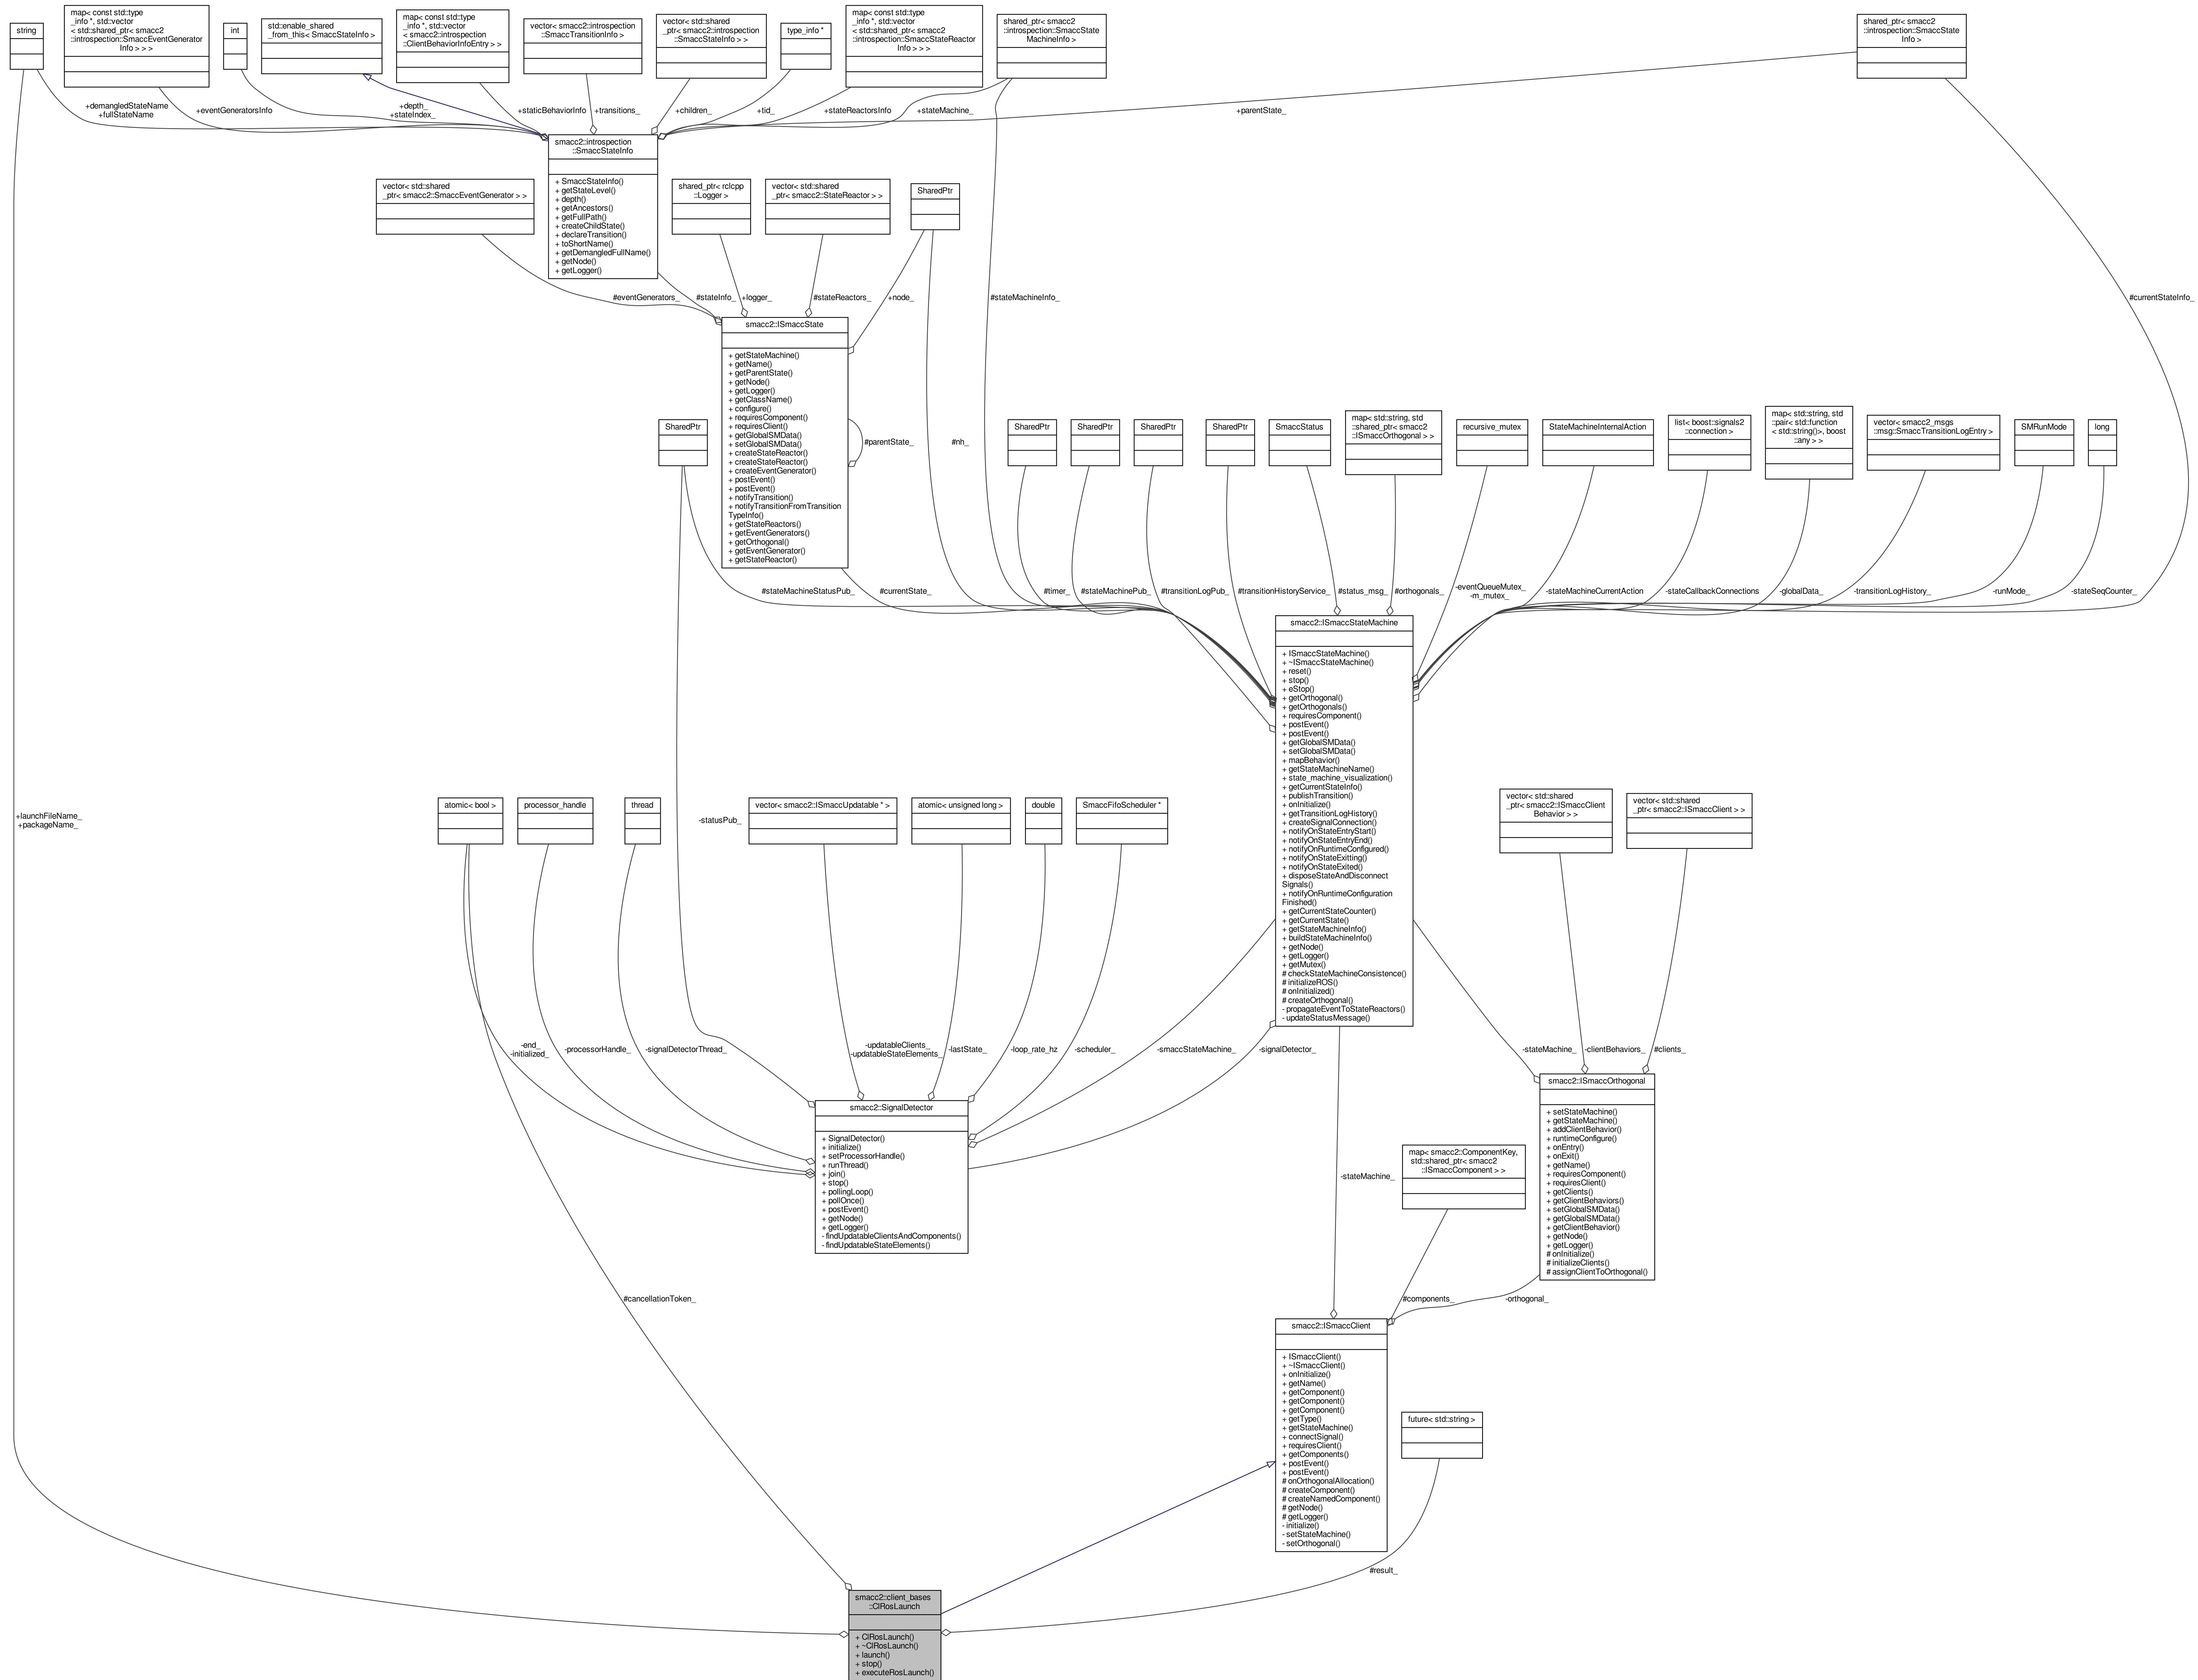 string
map< const std::type
_info *, std::vector
< std::shared_ptr< smacc2
::introspection::SmaccEventGenerator
Info > > >
int
std::enable_shared
_from_this< SmaccStateInfo >
map< const std::type
_info *, std::vector
< smacc2::introspection
::ClientBehaviorInfoEntry > >
vector< smacc2::introspection
::SmaccTransitionInfo >
vector< std::shared
_ptr< smacc2::introspection
::SmaccStateInfo > >
type_info *
map< const std::type
_info *, std::vector
< std::shared_ptr< smacc2
::introspection::SmaccStateReactor
Info > > >
shared_ptr< smacc2
::introspection::SmaccState
MachineInfo >
shared_ptr< smacc2
::introspection::SmaccState
Info >
+demangledStateName
+fullStateName
+eventGeneratorsInfo
+depth_
+stateIndex_
+staticBehaviorInfo
+transitions_
+children_
+tid_
+stateReactorsInfo
+stateMachine_
+parentState_
smacc2::introspection
::SmaccStateInfo
+ SmaccStateInfo()
+ getStateLevel()
+ depth()
+ getAncestors()
+ getFullPath()
+ createChildState()
+ declareTransition()
+ toShortName()
+ getDemangledFullName()
+ getNode()
+ getLogger()
vector< std::shared
_ptr< smacc2::SmaccEventGenerator > >
shared_ptr< rclcpp
::Logger >
vector< std::shared
_ptr< smacc2::StateReactor > >
SharedPtr
#eventGenerators_
#stateInfo_
+logger_
#stateReactors_
+node_
#stateMachineInfo_
#currentStateInfo_
smacc2::ISmaccState
+ getStateMachine()
+ getName()
+ getParentState()
+ getNode()
+ getLogger()
+ getClassName()
+ configure()
+ requiresComponent()
+ requiresClient()
+ getGlobalSMData()
+ setGlobalSMData()
+ createStateReactor()
+ createStateReactor()
+ createEventGenerator()
+ postEvent()
+ postEvent()
+ notifyTransition()
+ notifyTransitionFromTransition
TypeInfo()
+ getStateReactors()
+ getEventGenerators()
+ getOrthogonal()
+ getEventGenerator()
+ getStateReactor()
#parentState_
#nh_
SharedPtr
SharedPtr
SharedPtr
SharedPtr
SharedPtr
SmaccStatus
map< std::string, std
::shared_ptr< smacc2
::ISmaccOrthogonal > >
recursive_mutex
StateMachineInternalAction
list< boost::signals2
::connection >
map< std::string, std
::pair< std::function
< std::string()>, boost
::any > >
vector< smacc2_msgs
::msg::SmaccTransitionLogEntry >
SMRunMode
long
#stateMachineStatusPub_
#currentState_
#timer_
#stateMachinePub_
#transitionLogPub_
#transitionHistoryService_
#status_msg_
#orthogonals_
-eventQueueMutex_
-m_mutex_
-stateMachineCurrentAction
-stateCallbackConnections
-globalData_
-transitionLogHistory_
-runMode_
-stateSeqCounter_
smacc2::ISmaccStateMachine
+ ISmaccStateMachine()
+ ~ISmaccStateMachine()
+ reset()
+ stop()
+ eStop()
+ getOrthogonal()
+ getOrthogonals()
+ requiresComponent()
+ postEvent()
+ postEvent()
+ getGlobalSMData()
+ setGlobalSMData()
+ mapBehavior()
+ getStateMachineName()
+ state_machine_visualization()
+ getCurrentStateInfo()
+ publishTransition()
+ onInitialize()
+ getTransitionLogHistory()
+ createSignalConnection()
+ notifyOnStateEntryStart()
+ notifyOnStateEntryEnd()
+ notifyOnRuntimeConfigured()
+ notifyOnStateExitting()
+ notifyOnStateExited()
+ disposeStateAndDisconnect
Signals()
+ notifyOnRuntimeConfiguration
Finished()
+ getCurrentStateCounter()
+ getCurrentState()
+ getStateMachineInfo()
+ buildStateMachineInfo()
+ getNode()
+ getLogger()
+ getMutex()
# checkStateMachineConsistence()
# initializeROS()
# onInitialized()
# createOrthogonal()
- propagateEventToStateReactors()
- updateStatusMessage()
+launchFileName_
+packageName_
atomic< bool >
processor_handle
thread
-statusPub_
vector< smacc2::ISmaccUpdatable * >
atomic< unsigned long >
double
SmaccFifoScheduler *
vector< std::shared
_ptr< smacc2::ISmaccClient
Behavior > >
vector< std::shared
_ptr< smacc2::ISmaccClient > >
-end_
-initialized_
-processorHandle_
-signalDetectorThread_
-updatableClients_
-updatableStateElements_
-lastState_
-loop_rate_hz
-scheduler_
-smaccStateMachine_
-signalDetector_
-stateMachine_
-clientBehaviors_
#clients_
smacc2::SignalDetector
+ SignalDetector()
+ initialize()
+ setProcessorHandle()
+ runThread()
+ join()
+ stop()
+ pollingLoop()
+ pollOnce()
+ postEvent()
+ getNode()
+ getLogger()
- findUpdatableClientsAndComponents()
- findUpdatableStateElements()
smacc2::ISmaccOrthogonal
+ setStateMachine()
+ getStateMachine()
+ addClientBehavior()
+ runtimeConfigure()
+ onEntry()
+ onExit()
+ getName()
+ requiresComponent()
+ requiresClient()
+ getClients()
+ getClientBehaviors()
+ setGlobalSMData()
+ getGlobalSMData()
+ getClientBehavior()
+ getNode()
+ getLogger()
# onInitialize()
# initializeClients()
# assignClientToOrthogonal()
-stateMachine_
map< smacc2::ComponentKey,
std::shared_ptr< smacc2
::ISmaccComponent > >
#cancellationToken_
#components_
-orthogonal_
smacc2::ISmaccClient
+ ISmaccClient()
+ ~ISmaccClient()
+ onInitialize()
+ getName()
+ getComponent()
+ getComponent()
+ getComponent()
+ getType()
+ getStateMachine()
+ connectSignal()
+ requiresClient()
+ getComponents()
+ postEvent()
+ postEvent()
# onOrthogonalAllocation()
# createComponent()
# createNamedComponent()
# getNode()
# getLogger()
- initialize()
- setStateMachine()
- setOrthogonal()
future< std::string >
#result_
smacc2::client_bases
::ClRosLaunch
+ ClRosLaunch()
+ ~ClRosLaunch()
+ launch()
+ stop()
+ executeRosLaunch()